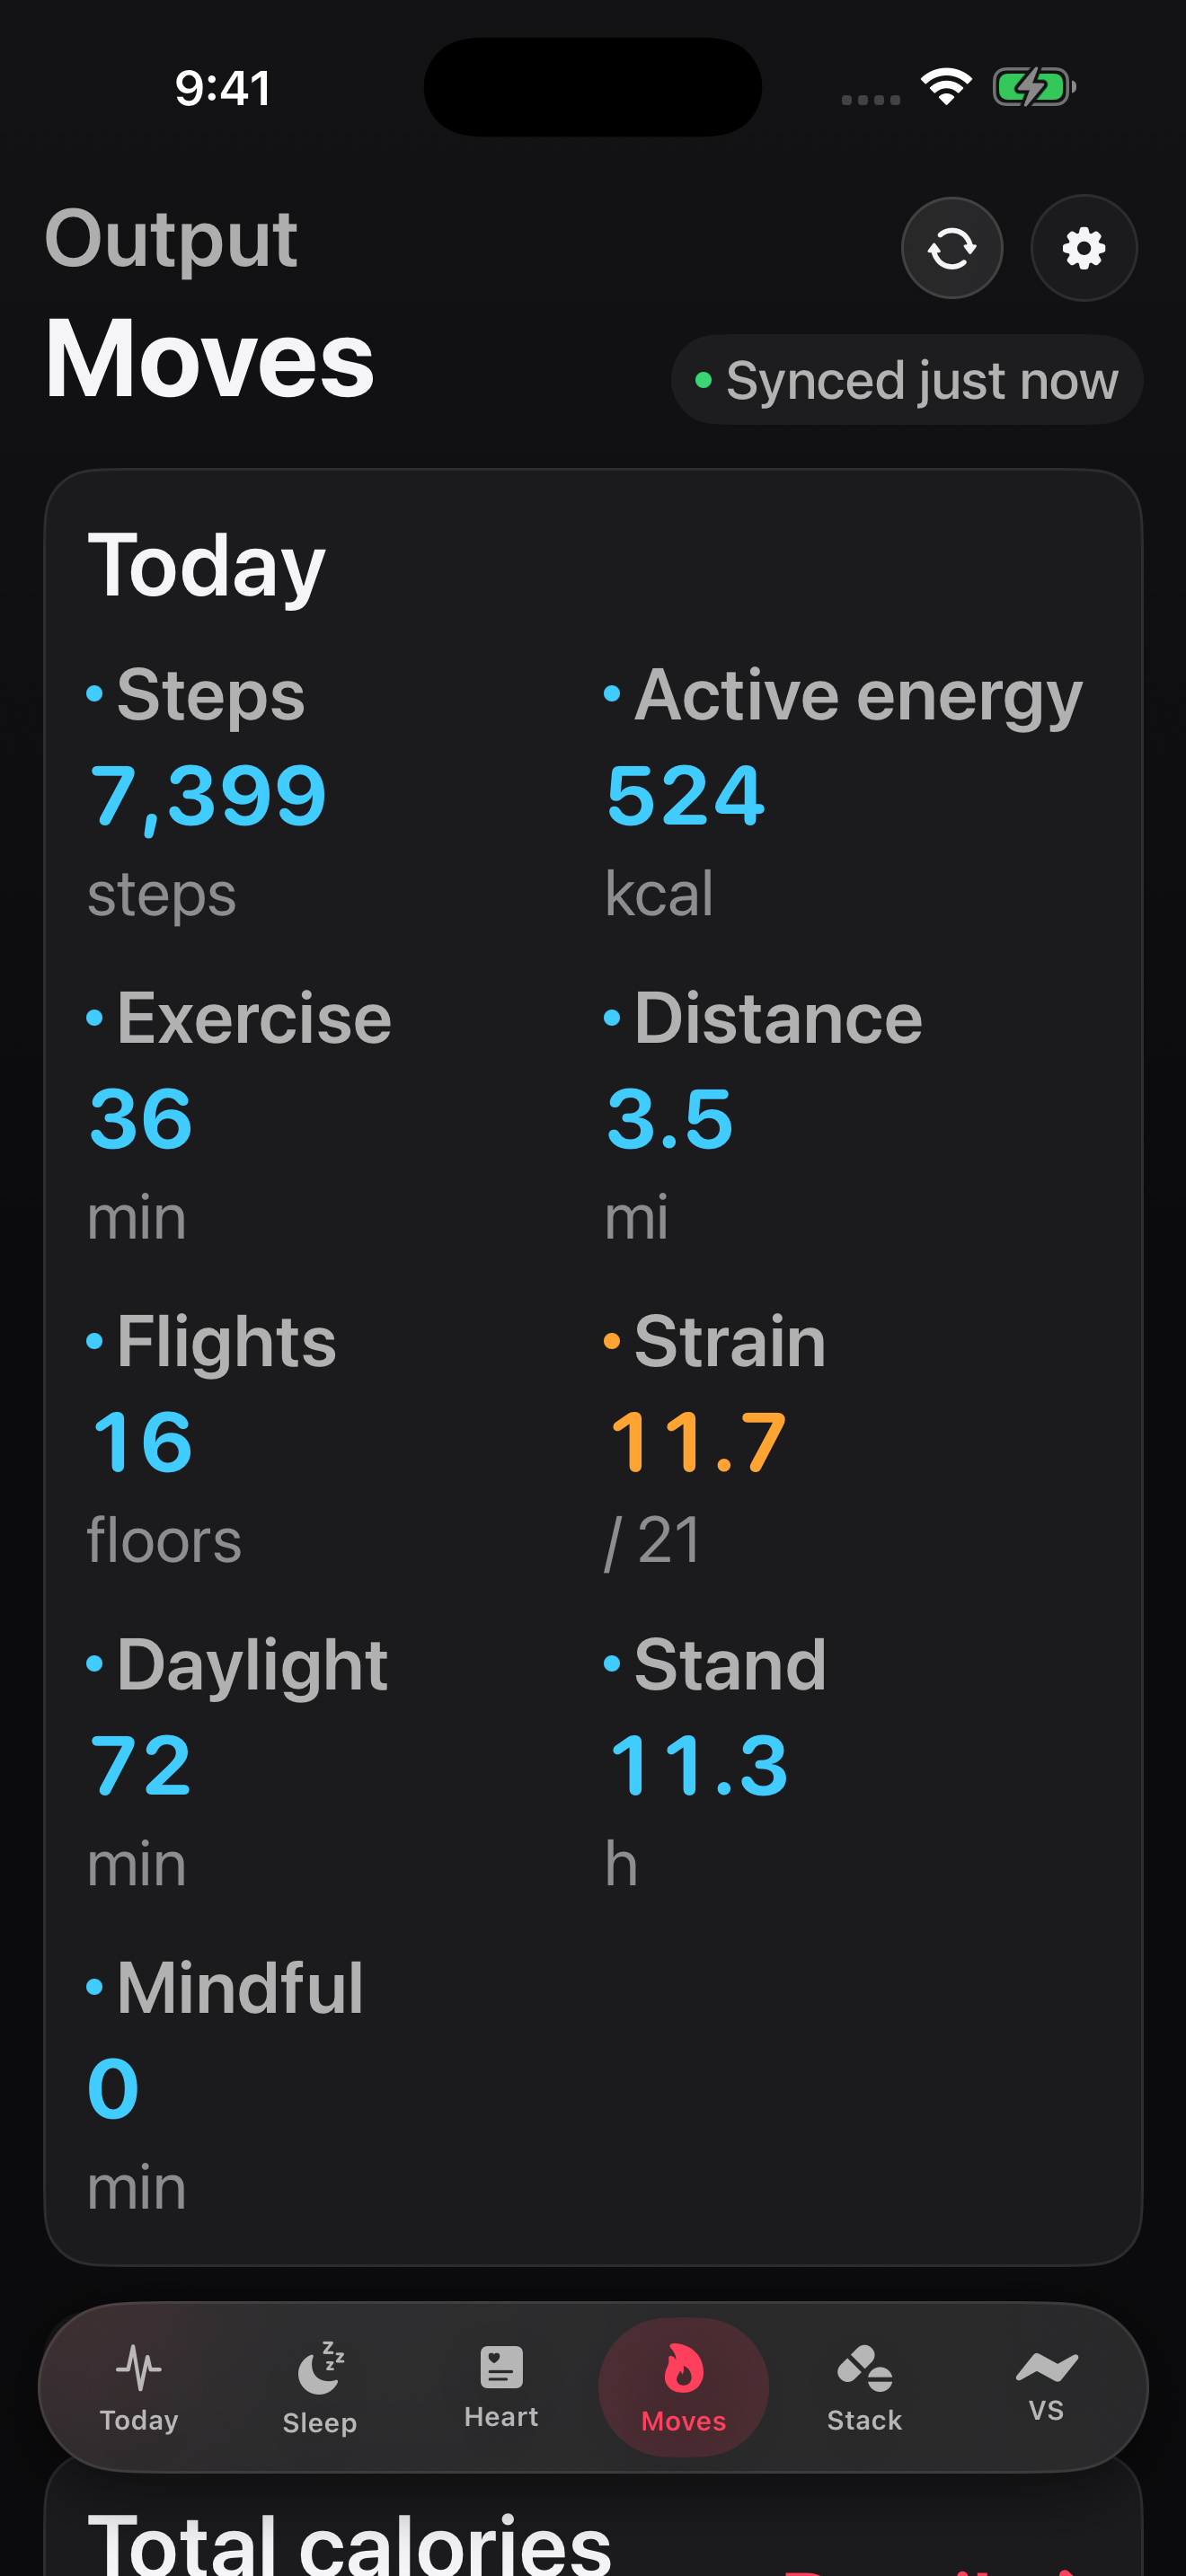 9:41
Output
Moves
Synced just now
Today
Steps
7,399
steps
Active energy
524
kcal
Exercise
36
min
Distance
3.5
mi
Flights
16
floors
Strain
11.7
/ 21
Daylight
72
min
Stand
11.3
h
Mindful
0
min
Today
Sleep
Heart
Moves
Stack
VS
Total calories